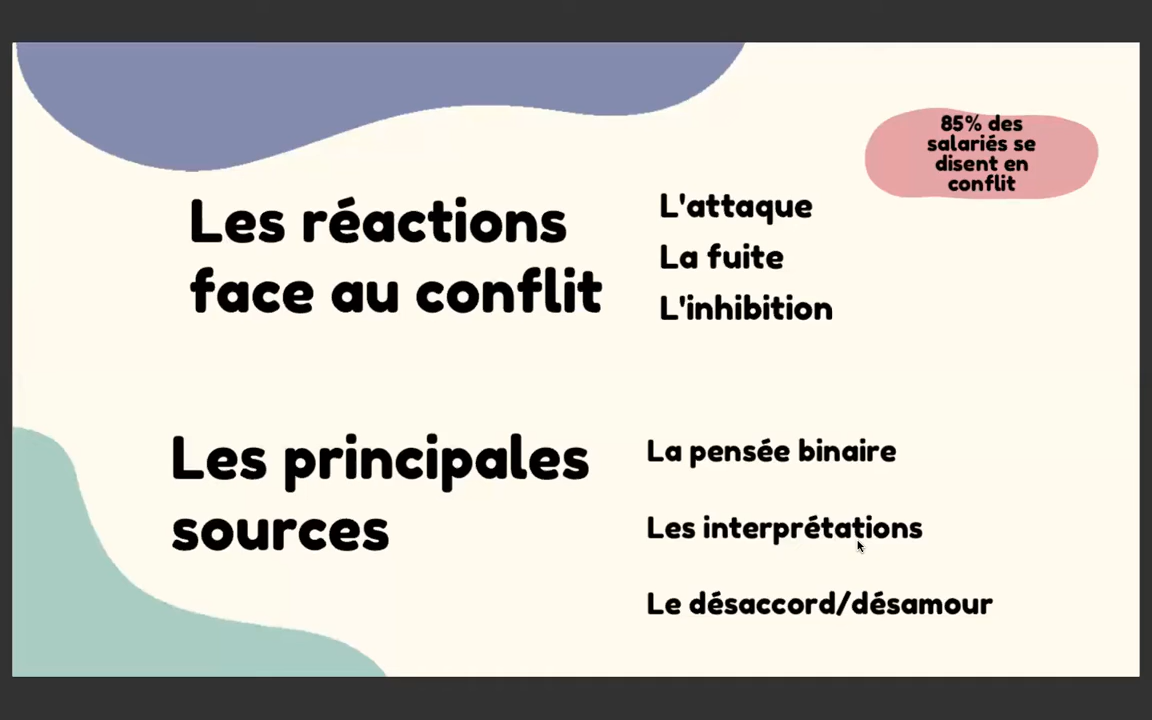 85% des
salariés se
disent en
conflit
Les réactions
face au conflit
L'attaque
La fuite
L'inhibition
Les principales
sources
La pensée binaire
Les interprétations
Le désaccord/désamour